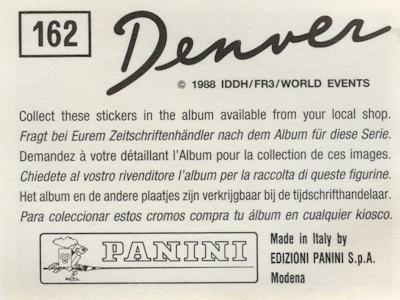 162
Denver
© 1988 IDDH/FR3/WORLD EVENTS
Collect these stickers in the album available from your local shop.
Fragt bei Eurem Zeitschriftenhändler nach dem Album für diese Serie.
Demandez à votre détaillant l'Album pour la collection de ces images.
Chiedete al vostro rivenditore l'album per la raccolta di queste figurine.
Het album en de andere plaatjes zijn verkrijgbaar bij de tijdschrifthandelaar.
Para coleccionar estos cromos compra tu álbum en cualquier kiosco.
PANINI
Made in Italy by
EDIZIONI PANINI S.p.A.
Modena